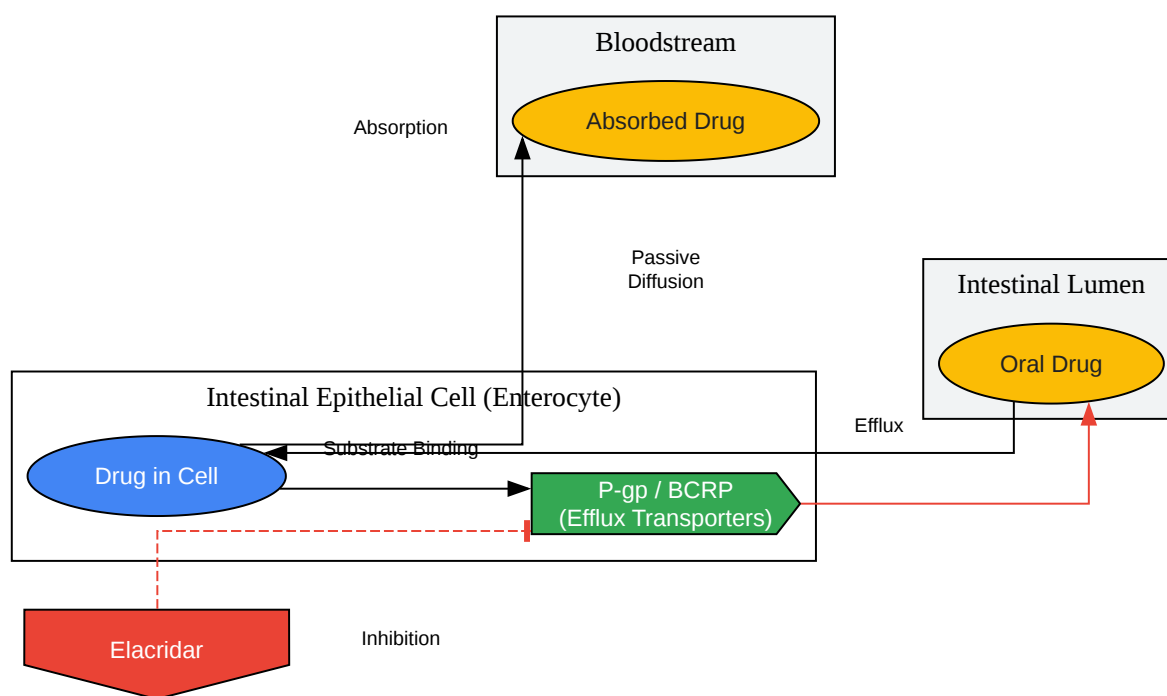 Bloodstream
Absorbed Drug
Absorption
Passive
Diffusion
Intestinal Lumen
Oral Drug
Intestinal Epithelial Cell (Enterocyte)
Efflux
Substrate Binding
Drug in Cell
P-gp / BCRP
(Efflux Transporters)
Inhibition
Elacridar